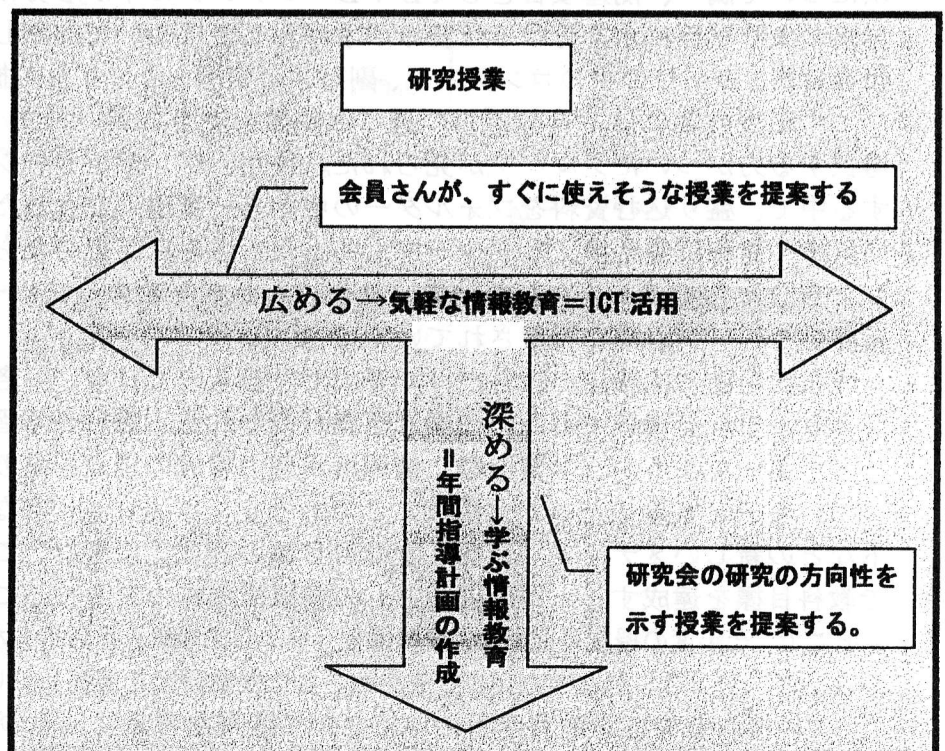 研究授業
会員さんが、すぐに使えそうな授業を提案する
広める→気軽な情報教育＝ICT活用
深める→学ぶ情報教育
＝年間指導計画の作成
研究会の研究の方向性を
示す授業を提案する。